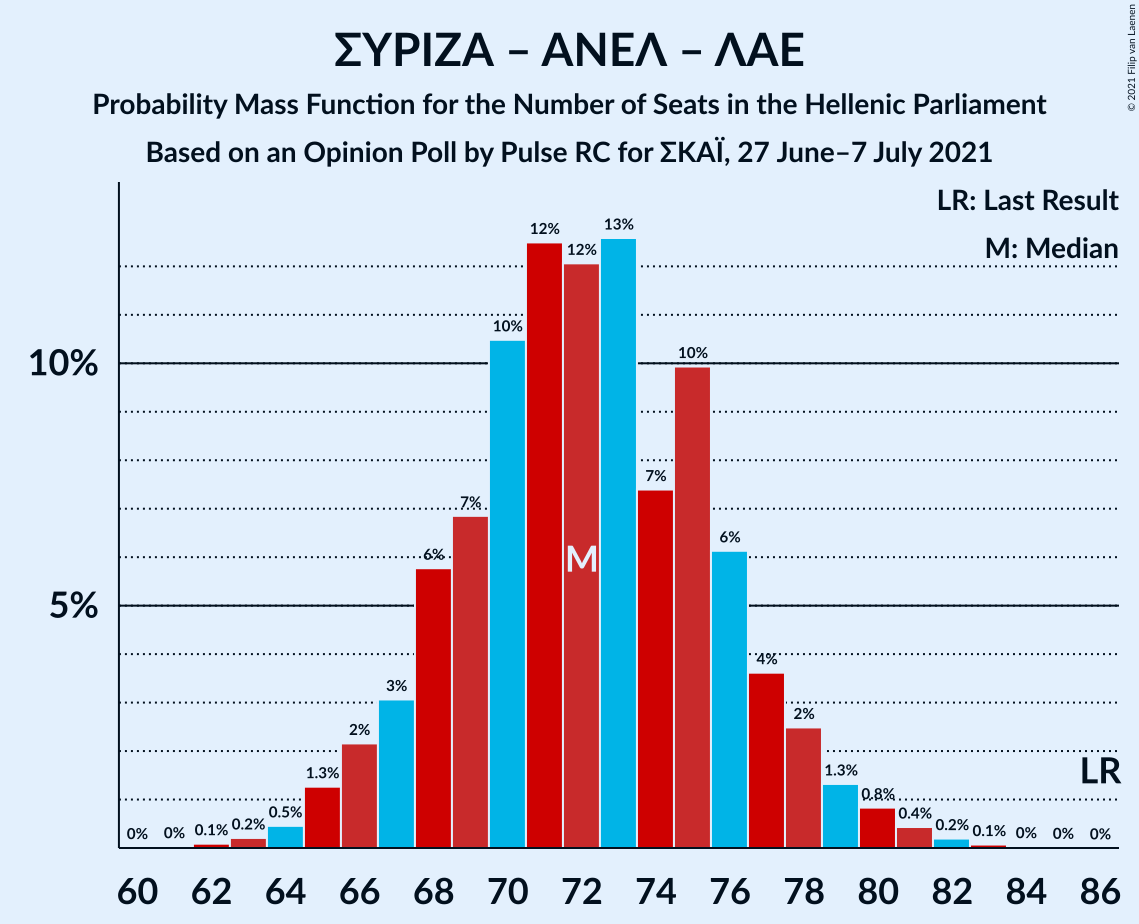 ΣΥΡΙΖΑ – ΑΝΕΛ – ΛΑΕ
Probability Mass Function for the Number of Seats in the Hellenic Parliament
Based on an Opinion Poll by Pulse RC for ΣΚΑΪ, 27 June–7 July 2021
© 2021 Filip van Laenen
LR: Last Result
M: Median
10%
5%
0% 0% 0.1% 0.2% 0.5% 1.3% 2% 3% 6% 7% 10% 12% 12% 13% 7% 10% 6% 4% 2% 1.3% 0.8% 0.4% 0.2% 0.1% 0% 0% 0%
M
LR
60 62 64 66 68 70 72 74 76 78 80 82 84 86